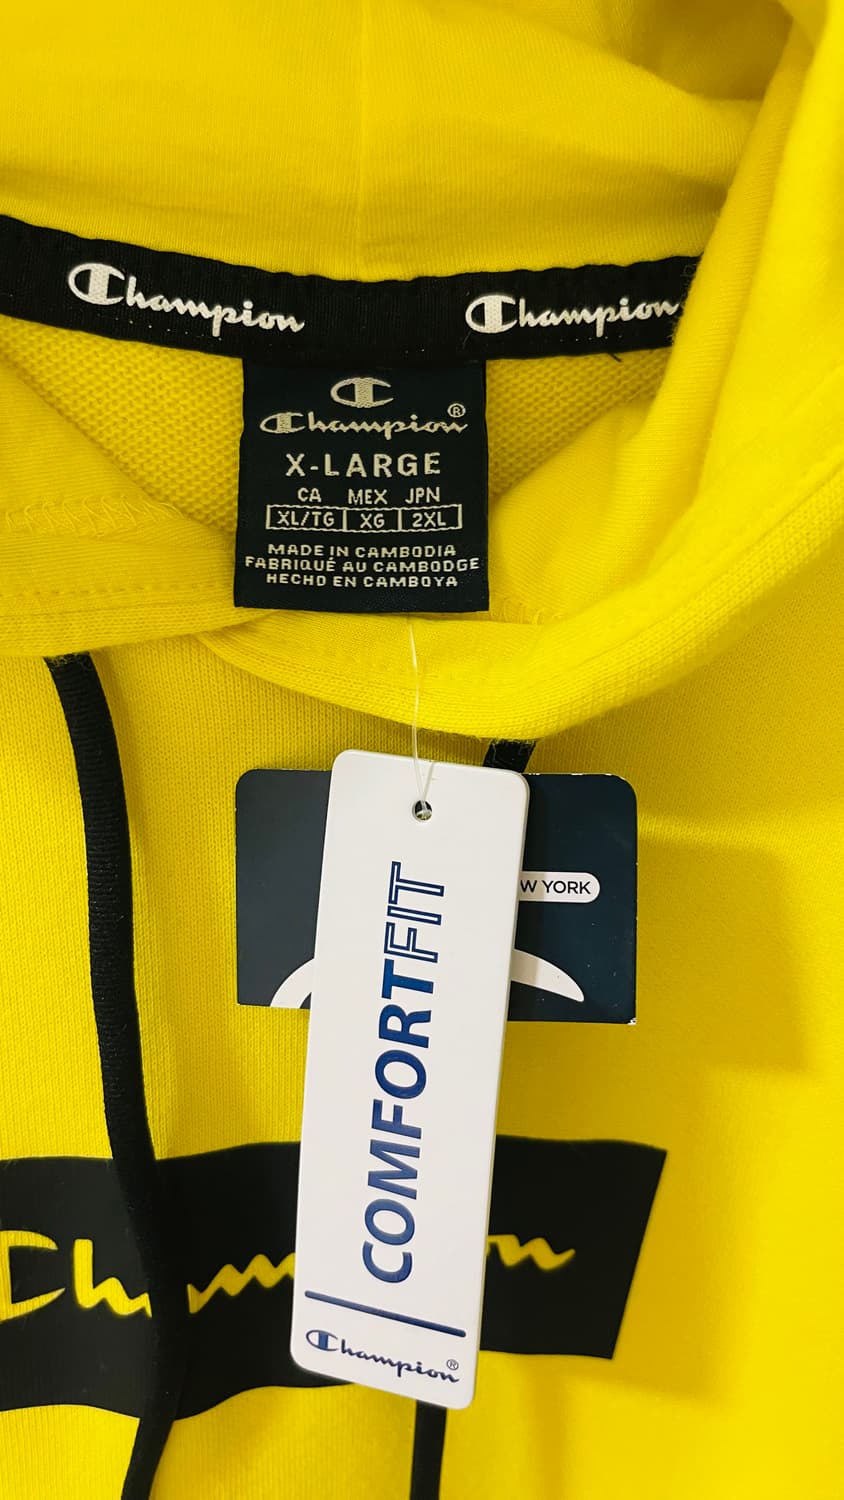 Champion Champion
Champion®
X-LARGE
CA MEX JPN
XL/TG XG 2XL
MADE IN CAMBODIA
FABRIQUÉ AU CAMBODGE
HECHO EN CAMBOYA
W YORK
COMFORTFIT
Champion®
Champion